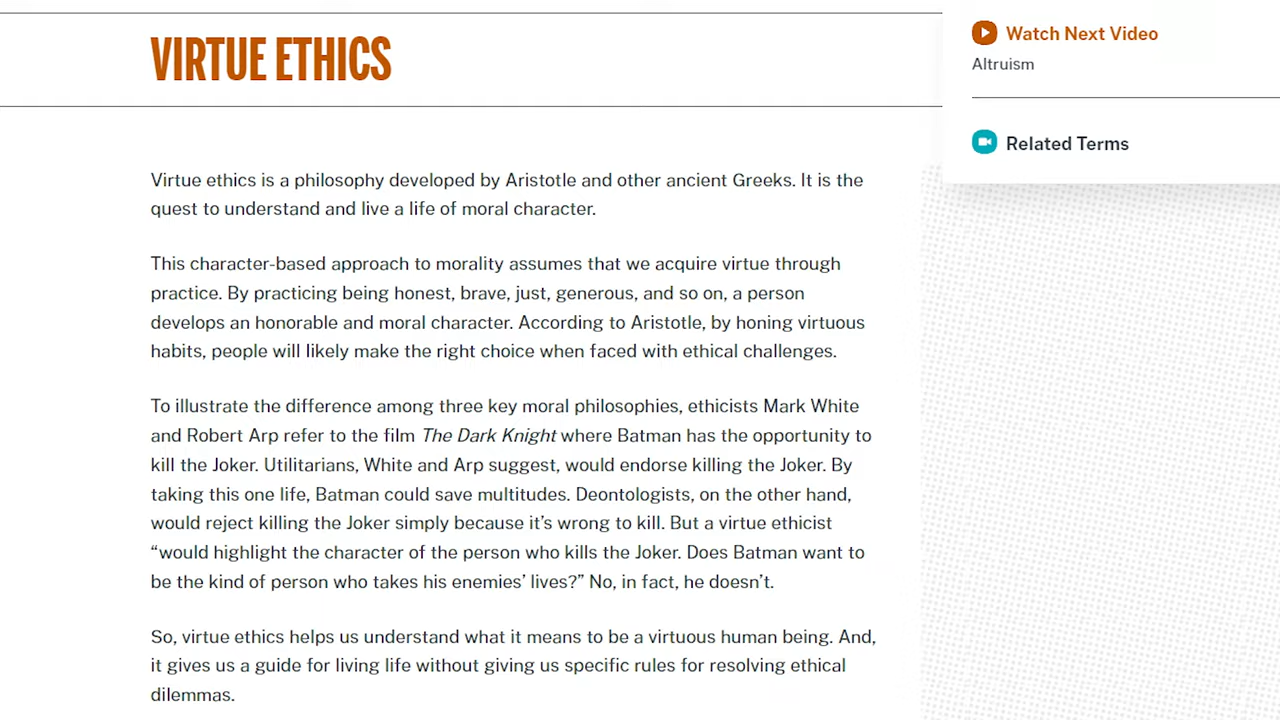 VIRTUE ETHICS
Virtue ethics is a philosophy developed by Aristotle and other ancient Greeks. It is the
quest to understand and live a life of moral character.
This character-based approach to morality assumes that we acquire virtue through
practice. By practicing being honest, brave, just, generous, and so on, a person
develops an honorable and moral character. According to Aristotle, by honing virtuous
habits, people will likely make the right choice when faced with ethical challenges.
To illustrate the difference among three key moral philosophies, ethicists Mark White
and Robert Arp refer to the film The Dark Knight where Batman has the opportunity to
kill the Joker. Utilitarians, White and Arp suggest, would endorse killing the Joker. By
taking this one life, Batman could save multitudes. Deontologists, on the other hand,
would reject killing the Joker simply because it’s wrong to kill. But a virtue ethicist
“would highlight the character of the person who kills the Joker. Does Batman want to
be the kind of person who takes his enemies’ lives?” No, in fact, he doesn’t.
So, virtue ethics helps us understand what it means to be a virtuous human being. And,
it gives us a guide for living life without giving us specific rules for resolving ethical
dilemmas.
Watch Next Video
Altruism
Related Terms